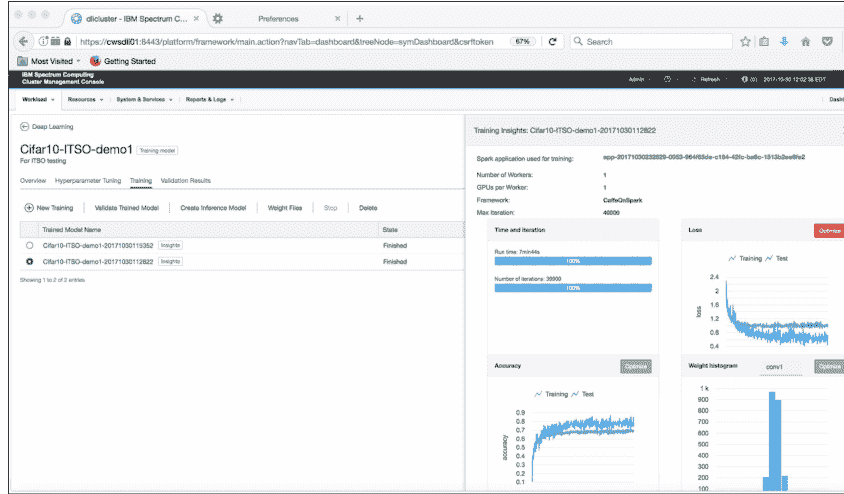 dlicluster - IBM Spectrum C... ×
Preferences ×
+
https://cwsdli01:8443/platform/framework/main.action?navTab=dashboard&treeNode=symDashboard&csrftoken
67%
Search
Most Visited
Getting Started
IBM Spectrum Computing
Cluster Management Console
Admin
Refresh
(0)
2017-10-30 12:02:38 EDT
Workload
Resources
System & Services
Reports & Logs
Deep Learning
Cifar10-ITSO-demo1
Training model
For ITSO testing
Overview
Hyperparameter Tuning
Training
Validation Results
New Training
Validate Trained Model
Create Inference Model
Weight Files
Stop
Delete
Trained Model Name
State
Cifar10-ITSO-demo1-20171030115352
Insights
Finished
Cifar10-ITSO-demo1-20171030112822
Insights
Finished
Showing 1 to 2 of 2 entries
Training Insights: Cifar10-ITSO-demo1-20171030112822
Spark application used for training:
Number of Workers: 1
GPUs per Worker: 1
Framework: CaffeOnSpark
Max Iteration: 40000
Time and iteration
Run time: 7min44s
100%
Number of iterations: 39900
100%
Loss
Optimize
Training
Test
2.4
2
1.6
1.2
0.8
0.4
loss
Accuracy
Optimize
Training
Test
0.9
0.8
0.7
0.6
0.5
0.4
0.3
0.2
0.1
accuracy
Weight histogram
conv1
Optimize
1 k
900
800
700
600
500
400
300
200
100